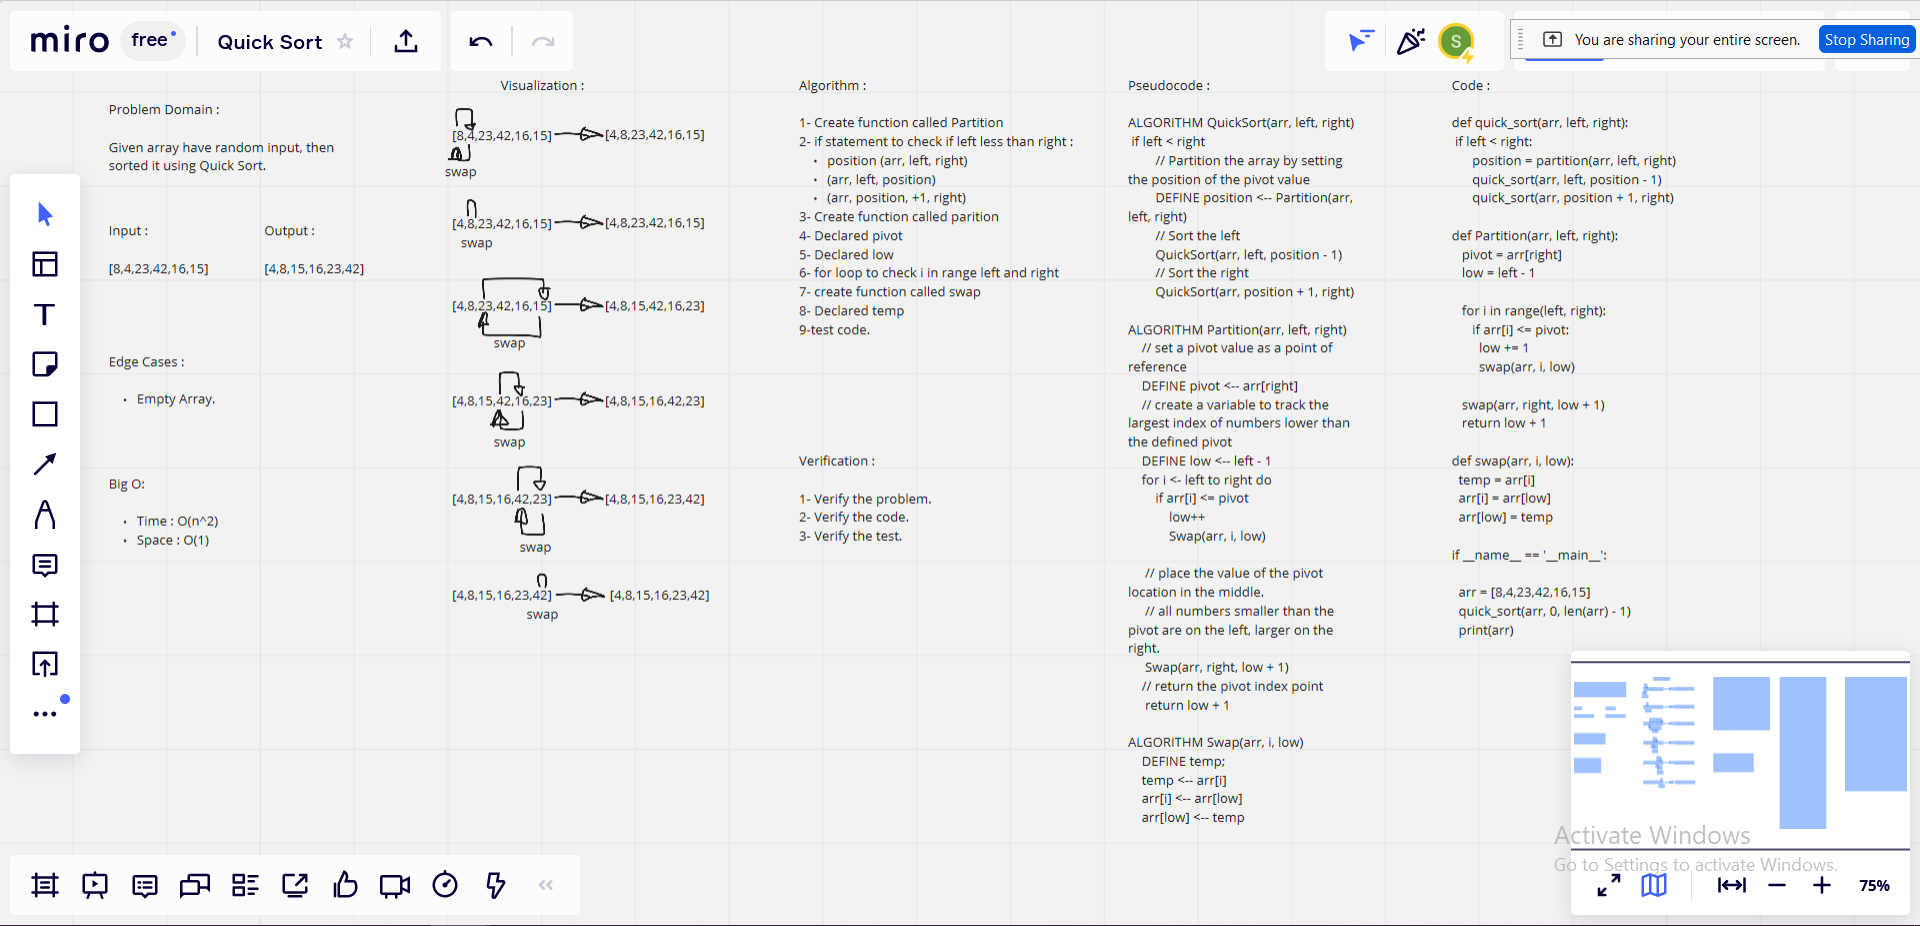 miro
free
Quick Sort
S
You are sharing your entire screen.
Stop Sharing
Problem Domain :
Given array have random input, then
sorted it using Quick Sort.
Input :
Output :
[8,4,23,42,16,15]
[4,8,15,16,23,42]
Edge Cases :
• Empty Array.
Big O:
• Time : O(n^2)
• Space : O(1)
Visualization :
[8,4,23,42,16,15]
[4,8,23,42,16,15]
swap
[4,8,23,42,16,15]
[4,8,23,42,16,15]
swap
[4,8,23,42,16,15]
[4,8,15,42,16,23]
swap
[4,8,15,42,16,23]
[4,8,15,16,42,23]
swap
[4,8,15,16,42,23]
[4,8,15,16,23,42]
swap
[4,8,15,16,23,42]
[4,8,15,16,23,42]
swap
Algorithm :
1- Create function called Partition
2- if statement to check if left less than right :
• position (arr, left, right)
• (arr, left, position)
• (arr, position, +1, right)
3- Create function called parition
4- Declared pivot
5- Declared low
6- for loop to check i in range left and right
7- create function called swap
8- Declared temp
9-test code.
Verification :
1- Verify the problem.
2- Verify the code.
3- Verify the test.
Pseudocode :
ALGORITHM QuickSort(arr, left, right)
if left < right
// Partition the array by setting
the position of the pivot value
DEFINE position <-- Partition(arr,
left, right)
// Sort the left
QuickSort(arr, left, position - 1)
// Sort the right
QuickSort(arr, position + 1, right)
ALGORITHM Partition(arr, left, right)
// set a pivot value as a point of
reference
DEFINE pivot <-- arr[right]
// create a variable to track the
largest index of numbers lower than
the defined pivot
DEFINE low <-- left - 1
for i <- left to right do
if arr[i] <= pivot
low++
Swap(arr, i, low)
// place the value of the pivot
location in the middle.
// all numbers smaller than the
pivot are on the left, larger on the
right.
Swap(arr, right, low + 1)
// return the pivot index point
return low + 1
ALGORITHM Swap(arr, i, low)
DEFINE temp;
temp <-- arr[i]
arr[i] <-- arr[low]
arr[low] <-- temp
Code :
def quick_sort(arr, left, right):
if left < right:
position = partition(arr, left, right)
quick_sort(arr, left, position - 1)
quick_sort(arr, position + 1, right)
def Partition(arr, left, right):
pivot = arr[right]
low = left - 1
for i in range(left, right):
if arr[i] <= pivot:
low += 1
swap(arr, i, low)
swap(arr, right, low + 1)
return low + 1
def swap(arr, i, low):
temp = arr[i]
arr[i] = arr[low]
arr[low] = temp
if __name__ == '__main__':
arr = [8,4,23,42,16,15]
quick_sort(arr, 0, len(arr) - 1)
print(arr)
Activate Windows
Go to Settings to activate Windows.
75%